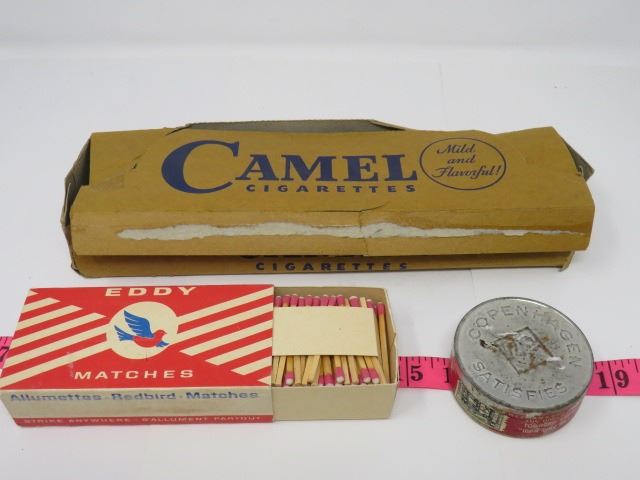 CAMEL
CIGARETTES
Mild
and
Flavorful!
CIGARETTES
EDDY
MATCHES
Allumettes · Redbird · Matches
STRIKE ANYWHERE · S'ALLUMENT PARTOUT
COPENHAGEN
SATISFIES
15
19